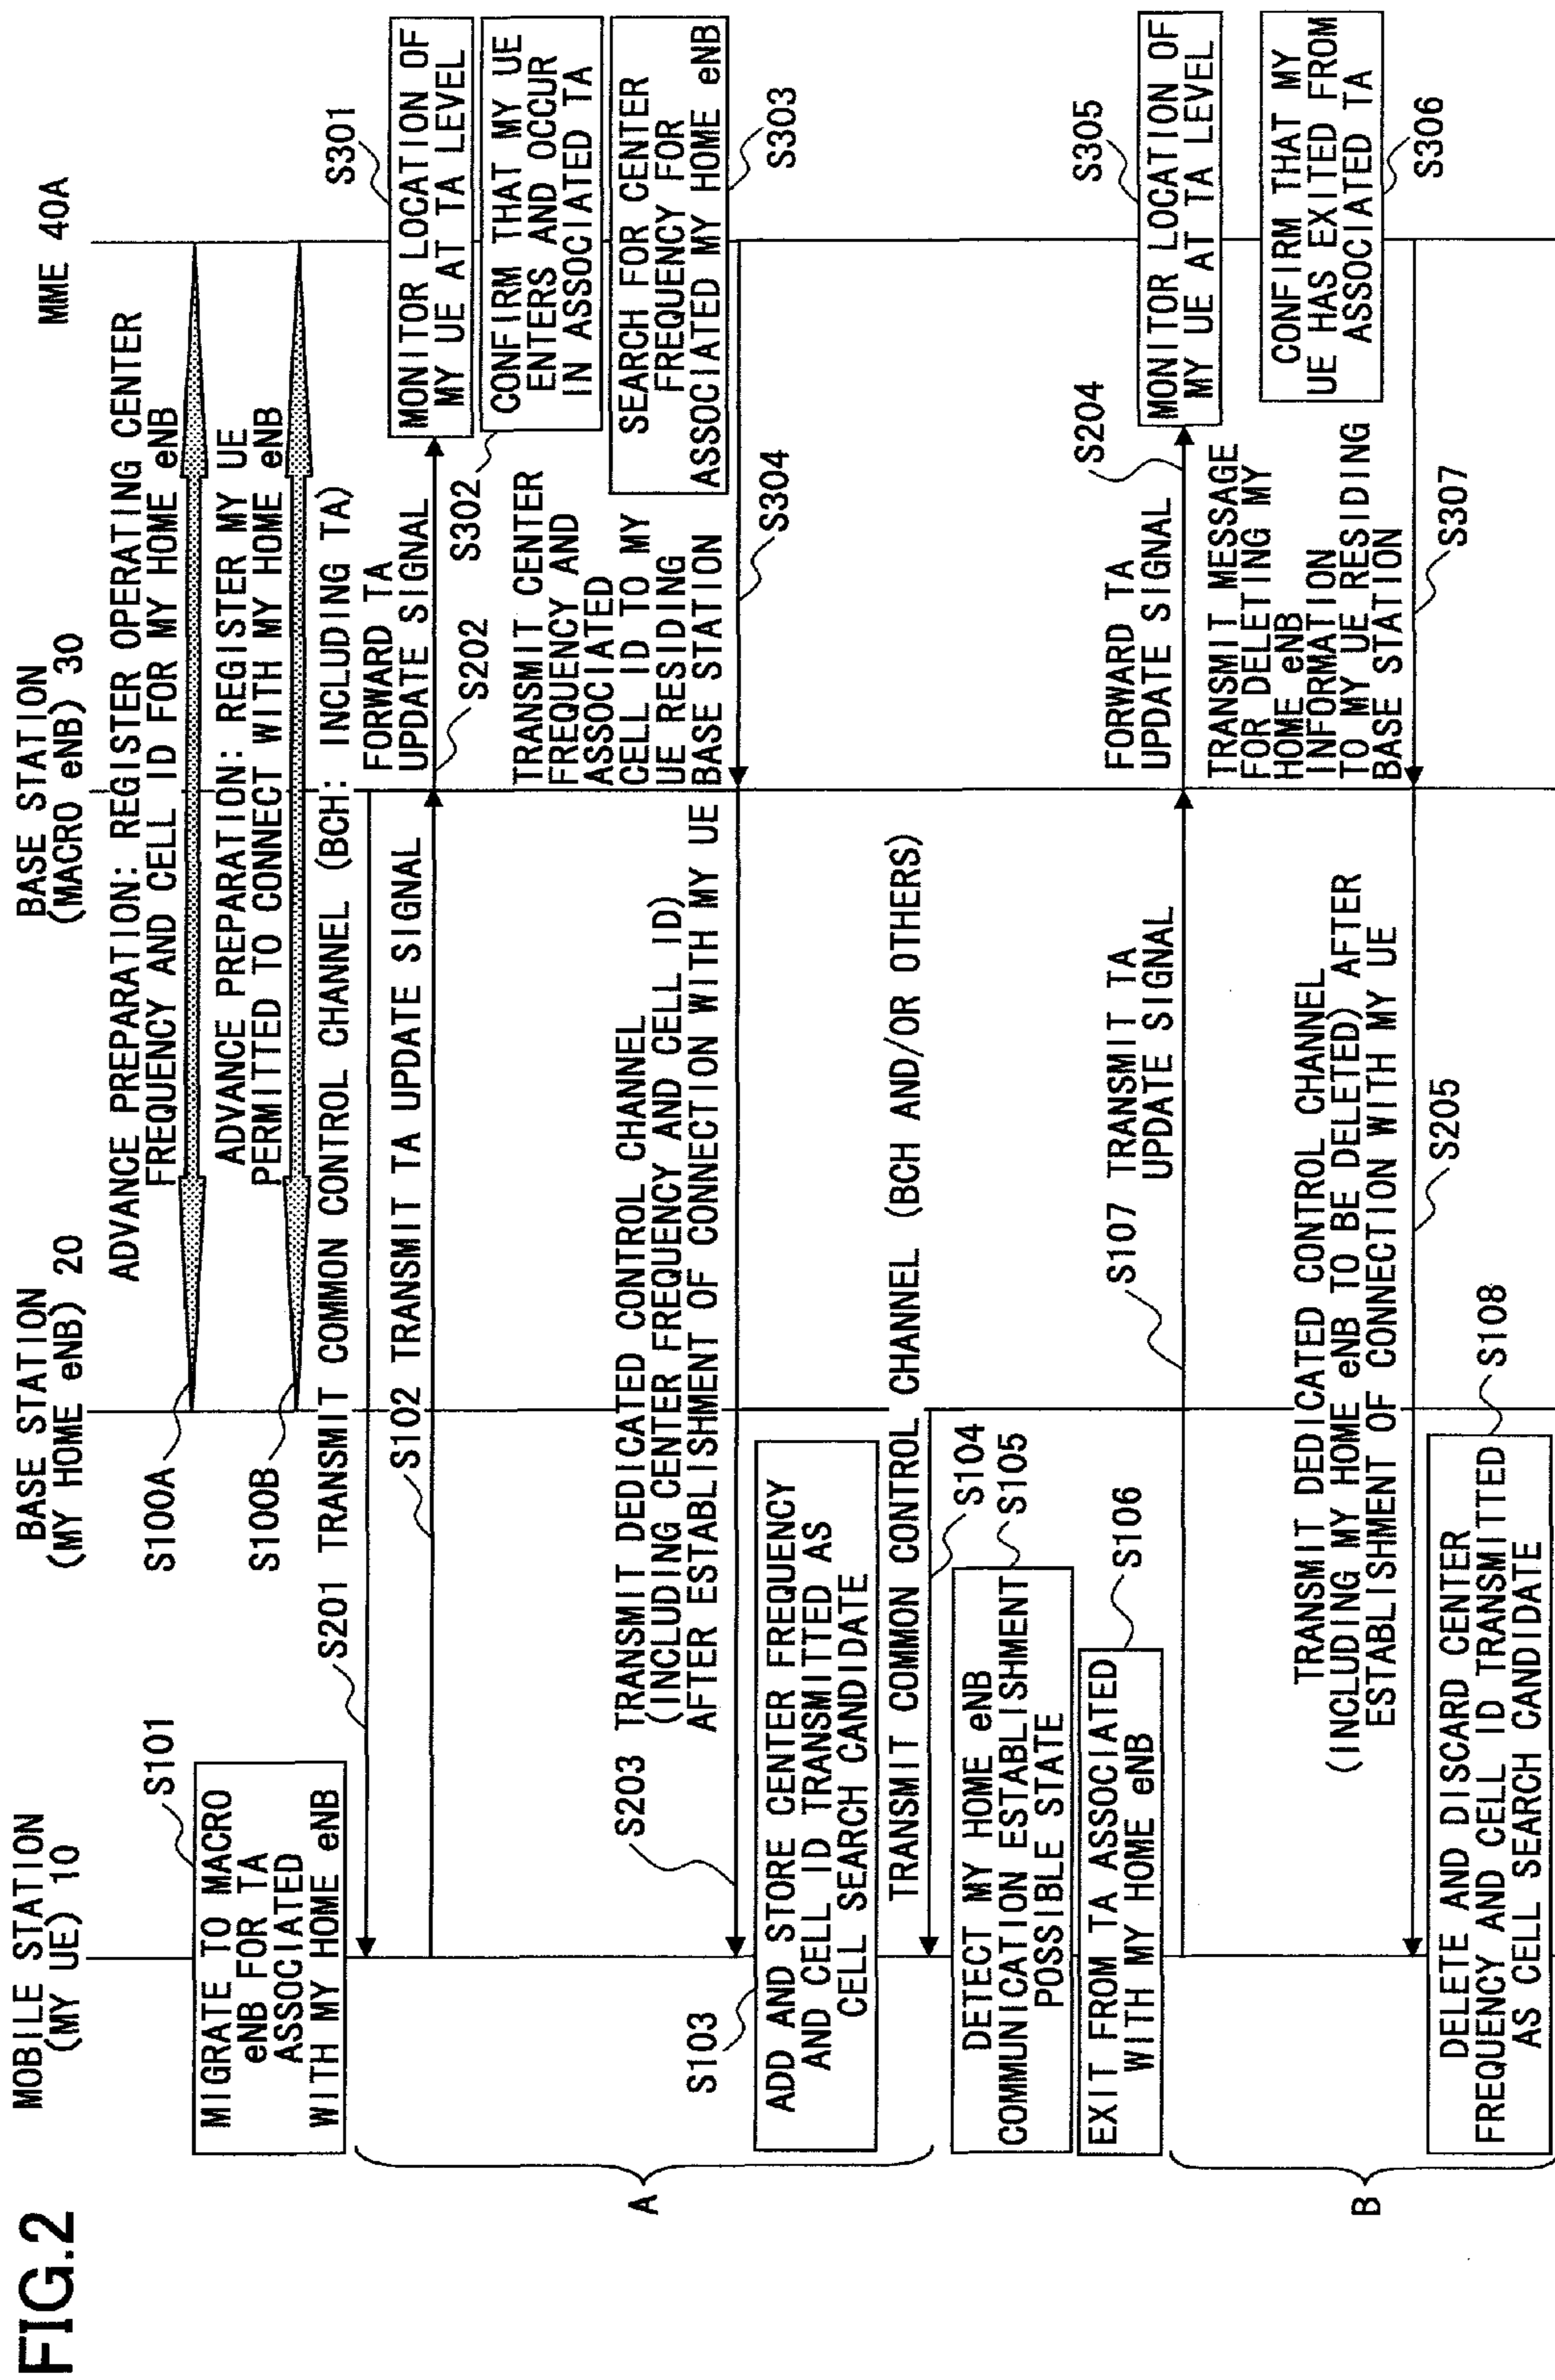 FIG.2
MOBILE STATION
(MY UE) 10
BASE STATION
(MY HOME eNB) 20
BASE STATION
(MACRO eNB) 30
MME 40A
ADVANCE PREPARATION: REGISTER OPERATING CENTER
FREQUENCY AND CELL ID FOR MY HOME eNB
S100A
ADVANCE PREPARATION: REGISTER MY UE
PERMITTED TO CONNECT WITH MY HOME eNB
S100B
S101
MIGRATE TO MACRO
eNB FOR TA
ASSOCIATED
WITH MY HOME eNB
S201 TRANSMIT COMMON CONTROL CHANNEL (BCH: INCLUDING TA)
S102 TRANSMIT TA UPDATE SIGNAL
FORWARD TA
UPDATE SIGNAL
S202
S301
MONITOR LOCATION OF
MY UE AT TA LEVEL
S302
CONFIRM THAT MY UE
ENTERS AND OCCUR
IN ASSOCIATED TA
SEARCH FOR CENTER
FREQUENCY FOR
ASSOCIATED MY HOME eNB
S303
TRANSMIT CENTER
FREQUENCY AND
ASSOCIATED
CELL ID TO MY
UE RESIDING
BASE STATION
S304
S203 TRANSMIT DEDICATED CONTROL CHANNEL
(INCLUDING CENTER FREQUENCY AND CELL ID)
AFTER ESTABLISHMENT OF CONNECTION WITH MY UE
S103
ADD AND STORE CENTER FREQUENCY
AND CELL ID TRANSMITTED AS
CELL SEARCH CANDIDATE
A
TRANSMIT COMMON CONTROL CHANNEL (BCH AND/OR OTHERS)
S104
DETECT MY HOME eNB
COMMUNICATION ESTABLISHMENT
POSSIBLE STATE
S105
EXIT FROM TA ASSOCIATED
WITH MY HOME eNB
S106
S107 TRANSMIT TA
UPDATE SIGNAL
FORWARD TA
UPDATE SIGNAL
S204
S305
MONITOR LOCATION OF
MY UE AT TA LEVEL
CONFIRM THAT MY
UE HAS EXITED FROM
ASSOCIATED TA
S306
TRANSMIT MESSAGE
FOR DELETING MY
HOME eNB
INFORMATION
TO MY UE RESIDING
BASE STATION
S307
TRANSMIT DEDICATED CONTROL CHANNEL
(INCLUDING MY HOME eNB TO BE DELETED) AFTER
ESTABLISHMENT OF CONNECTION WITH MY UE
S205
B
DELETE AND DISCARD CENTER
FREQUENCY AND CELL ID TRANSMITTED
AS CELL SEARCH CANDIDATE
S108